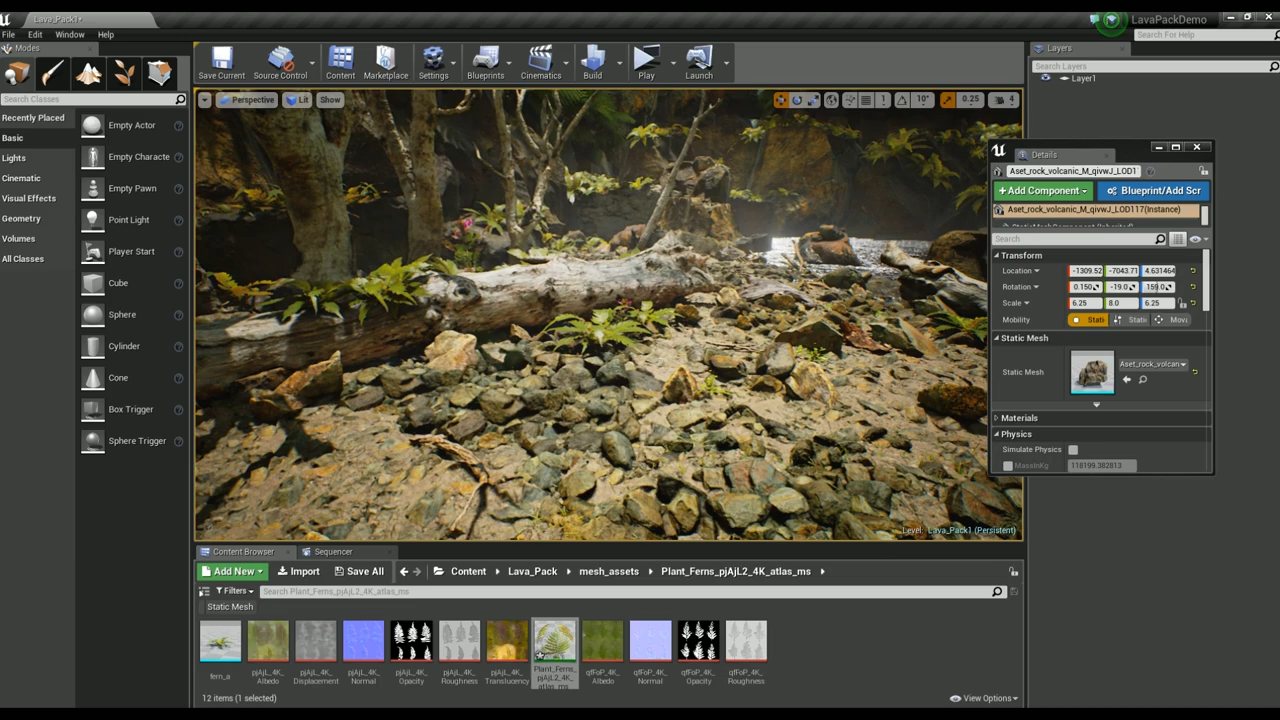 Lava_Pack1*
LavaPackDemo
File Edit Window Help
Search For Help
Modes
Search Classes
Recently Placed
Basic
Lights
Cinematic
Visual Effects
Geometry
Volumes
All Classes
Empty Actor
Empty Characte
Empty Pawn
Point Light
Player Start
Cube
Sphere
Cylinder
Cone
Box Trigger
Sphere Trigger
Save Current Source Control Content Marketplace Settings Blueprints Cinematics Build Play Launch
Perspective Lit Show
10° 0.25 4
Level: Lava_Pack1 (Persistent)
Layers
Search Layers
Layer1
Details
Aset_rock_volcanic_M_qivwJ_LOD1
+Add Component Blueprint/Add Scr
Aset_rock_volcanic_M_qivwJ_LOD117(Instance)
Search
Transform
Location -1309.52 -7043.71 4.631464
Rotation 0.150 -19.0 159.0
Scale 6.25 8.0 6.25
Mobility Stati Static Mova
Static Mesh
Static Mesh Aset_rock_volcan
Materials
Physics
Simulate Physics
MassInKg 118199.382813
Content Browser Sequencer
Add New Import Save All Content Lava_Pack mesh_assets Plant_Ferns_pjAjL2_4K_atlas_ms
Filters Search Plant_Ferns_pjAjL2_4K_atlas_ms
Static Mesh
fern_a
pjAjL_4K_Albedo
pjAjL_4K_Displacement
pjAjL_4K_Normal
pjAjL_4K_Opacity
pjAjL_4K_Roughness
pjAjL_4K_Translucency
Plant_Ferns_pjAjL2_4K_atlas_ms
qfFoP_4K_Albedo
qfFoP_4K_Normal
qfFoP_4K_Opacity
qfFoP_4K_Roughness
12 items (1 selected)
View Options